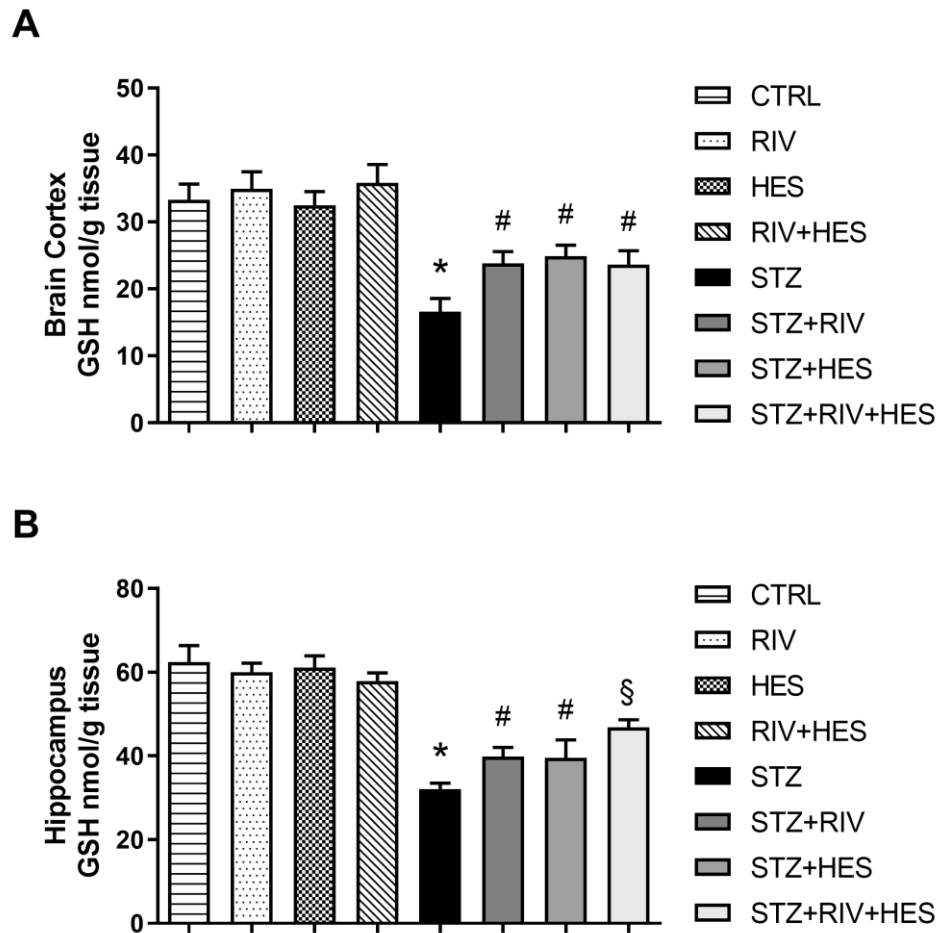 A
Brain Cortex
GSH nmol/g tissue
50
40
30
20
10
0
*
#
#
#
CTRL
RIV
HES
RIV+HES
STZ
STZ+RIV
STZ+HES
STZ+RIV+HES
B
Hippocampus
GSH nmol/g tissue
80
60
40
20
0
*
#
#
§
CTRL
RIV
HES
RIV+HES
STZ
STZ+RIV
STZ+HES
STZ+RIV+HES